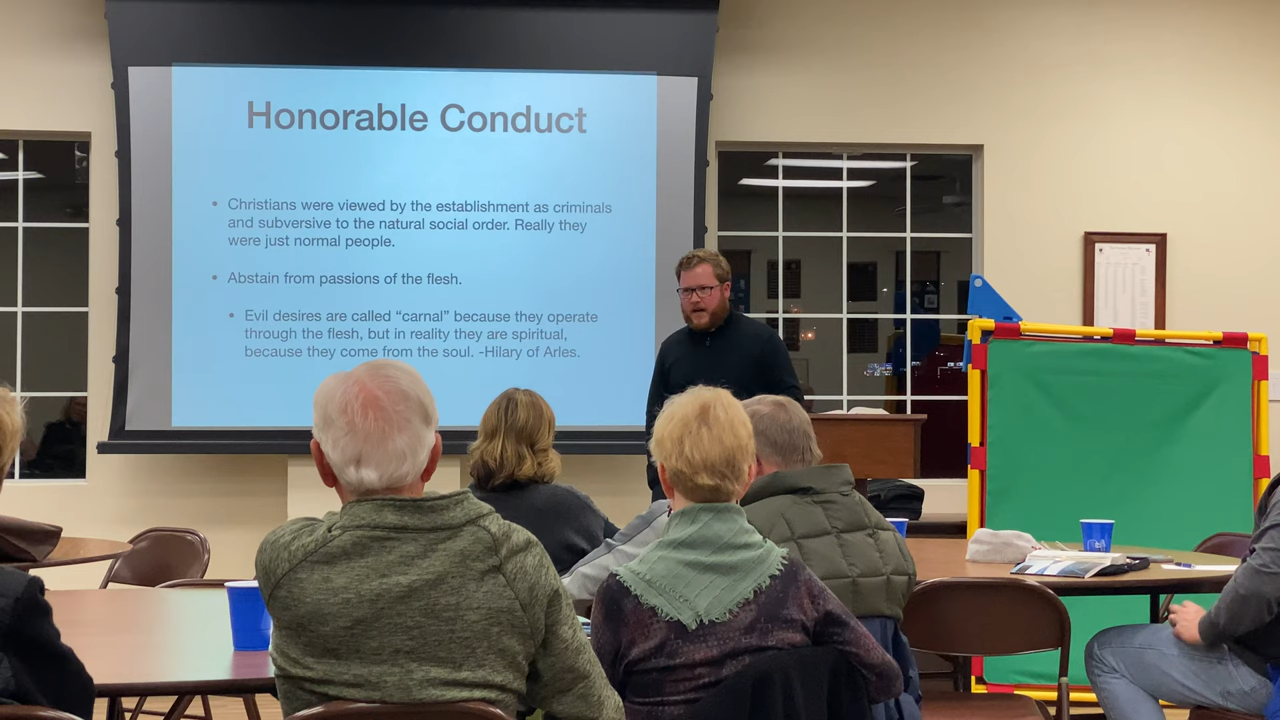 Honorable Conduct
• Christians were viewed by the establishment as criminals
and subversive to the natural social order. Really they
were just normal people.
• Abstain from passions of the flesh.
• Evil desires are called “carnal” because they operate
through the flesh, but in reality they are spiritual,
because they come from the soul. -Hilary of Arles.